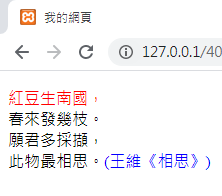 我的網頁
127.0.0.1/40
紅豆生南國，
春來發幾枝。
願君多採擷，
此物最相思。(王維《相思》)